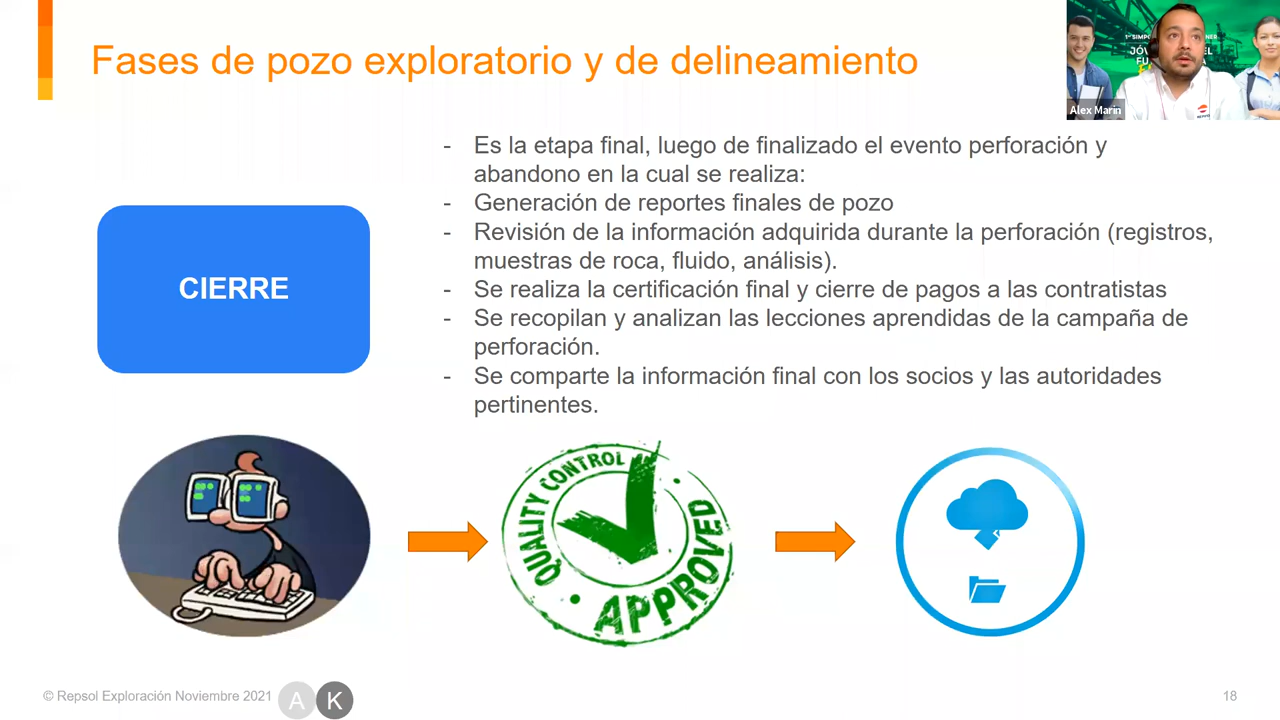 Fases de pozo exploratorio y de delineamiento
Alex Marin
- Es la etapa final, luego de finalizado el evento perforación y
abandono en la cual se realiza:
- Generación de reportes finales de pozo
- Revisión de la información adquirida durante la perforación (registros,
muestras de roca, fluido, análisis).
- Se realiza la certificación final y cierre de pagos a las contratistas
- Se recopilan y analizan las lecciones aprendidas de la campaña de
perforación.
- Se comparte la información final con los socios y las autoridades
pertinentes.
CIERRE
QUALITY CONTROL
APPROVED
© Repsol Exploración Noviembre 2021
A K
18